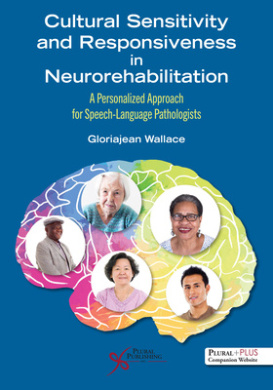 Cultural Sensitivity
and Responsiveness
in
Neurorehabilitation
A Personalized Approach
for Speech-Language Pathologists
Gloriajean Wallace
PLURAL
PUBLISHING
PLURAL+PLUS
Companion Website